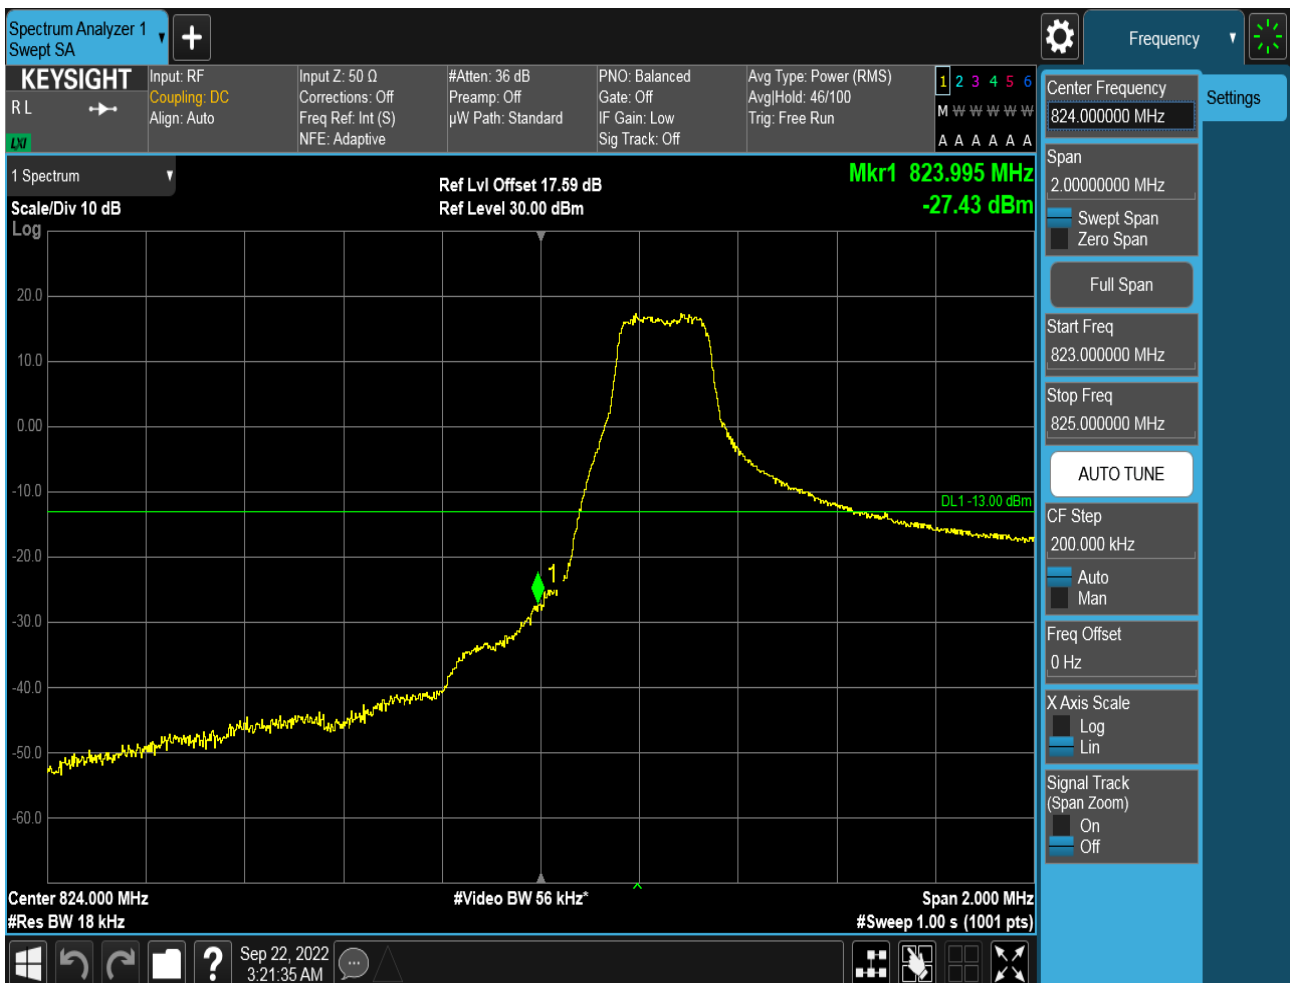 Spectrum Analyzer 1
Swept SA
Frequency
KEYSIGHT
R L
LXI
Input: RF
Coupling: DC
Align: Auto
Input Z: 50 Ω
Corrections: Off
Freq Ref: Int (S)
NFE: Adaptive
#Atten: 36 dB
Preamp: Off
µW Path: Standard
PNO: Balanced
Gate: Off
IF Gain: Low
Sig Track: Off
Avg Type: Power (RMS)
Avg|Hold: 46/100
Trig: Free Run
1 2 3 4 5 6
M W W W W W
A A A A A A
1 Spectrum
Scale/Div 10 dB
Log
Ref Lvl Offset 17.59 dB
Ref Level 30.00 dBm
Mkr1 823.995 MHz
-27.43 dBm
20.0
10.0
0.00
-10.0
-20.0
-30.0
-40.0
-50.0
-60.0
DL1 -13.00 dBm
1
Center 824.000 MHz
#Res BW 18 kHz
#Video BW 56 kHz*
Span 2.000 MHz
#Sweep 1.00 s (1001 pts)
Sep 22, 2022
3:21:35 AM
?
Center Frequency
824.000000 MHz
Settings
Span
2.00000000 MHz
Swept Span
Zero Span
Full Span
Start Freq
823.000000 MHz
Stop Freq
825.000000 MHz
AUTO TUNE
CF Step
200.000 kHz
Auto
Man
Freq Offset
0 Hz
X Axis Scale
Log
Lin
Signal Track
(Span Zoom)
On
Off